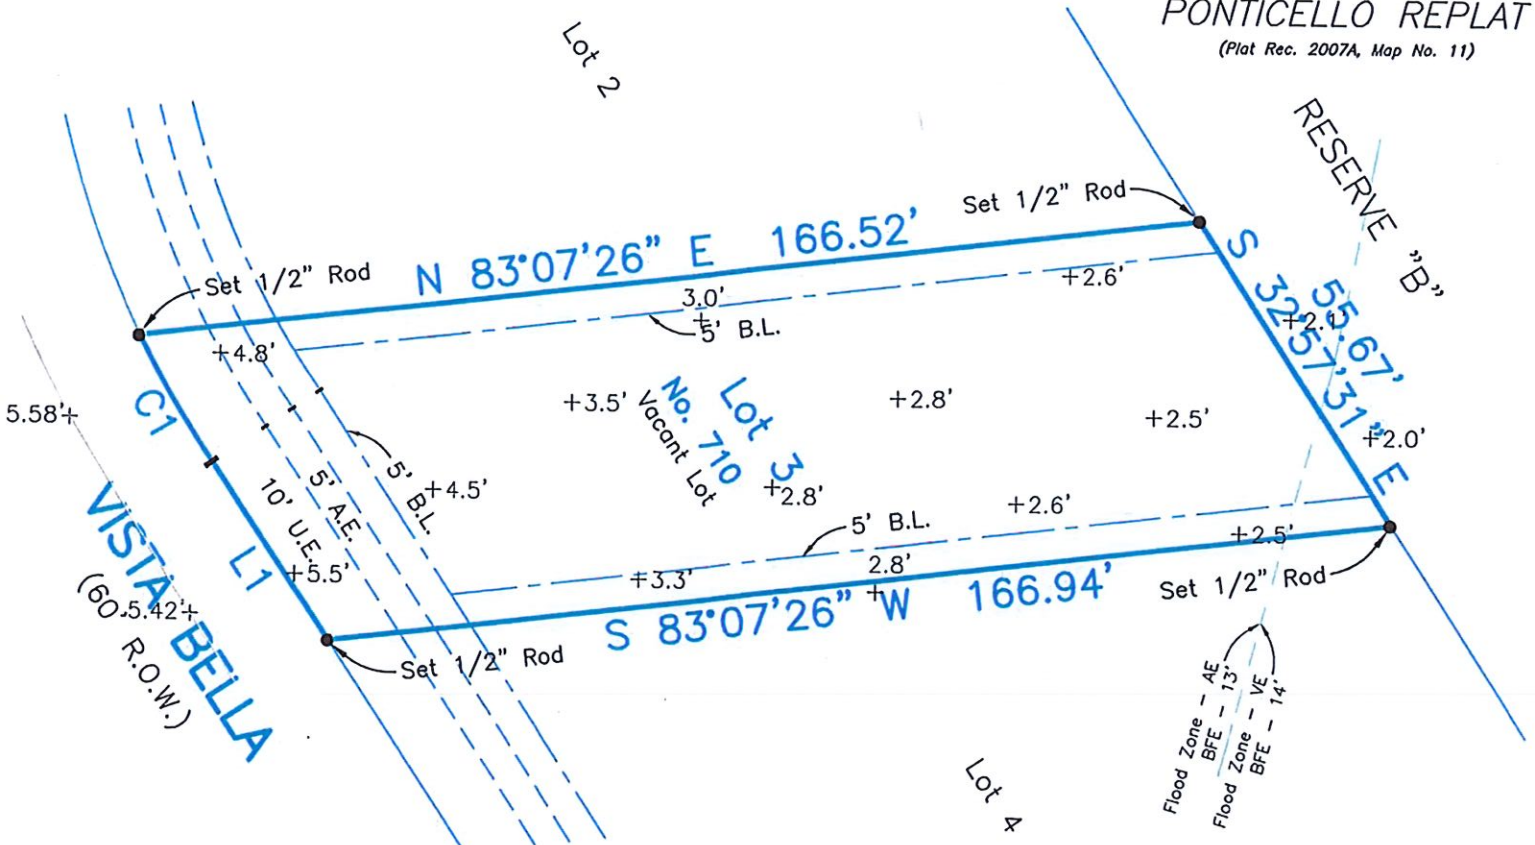 PONTICELLO REPLAT
(Plat Rec. 2007A, Map No. 11)
Lot 2
RESERVE "B"
Set 1/2" Rod
N 83°07'26" E 166.52'
Set 1/2" Rod
+2.6'
3.0'
+
5' B.L.
+4.8'
S 32°57'31" E
55.67'
+2.1'
C1
5.58'+
+3.5'
Lot 3
No. 710
Vacant Lot
+2.8'
+2.5'
+2.0'
5' B.L.
+4.5'
+2.8'
+2.6'
5' A.E.
10' U.E.
5' B.L.
+2.5'
VISTA BELLA
(60' R.O.W.)
L1
+5.5'
+3.3'
2.8'
+
5.42'+
S 83°07'26" W 166.94'
Set 1/2" Rod
Set 1/2" Rod
Flood Zone - AE
BFE - 13'
Flood Zone - VE
BFE - 14'
Lot 4